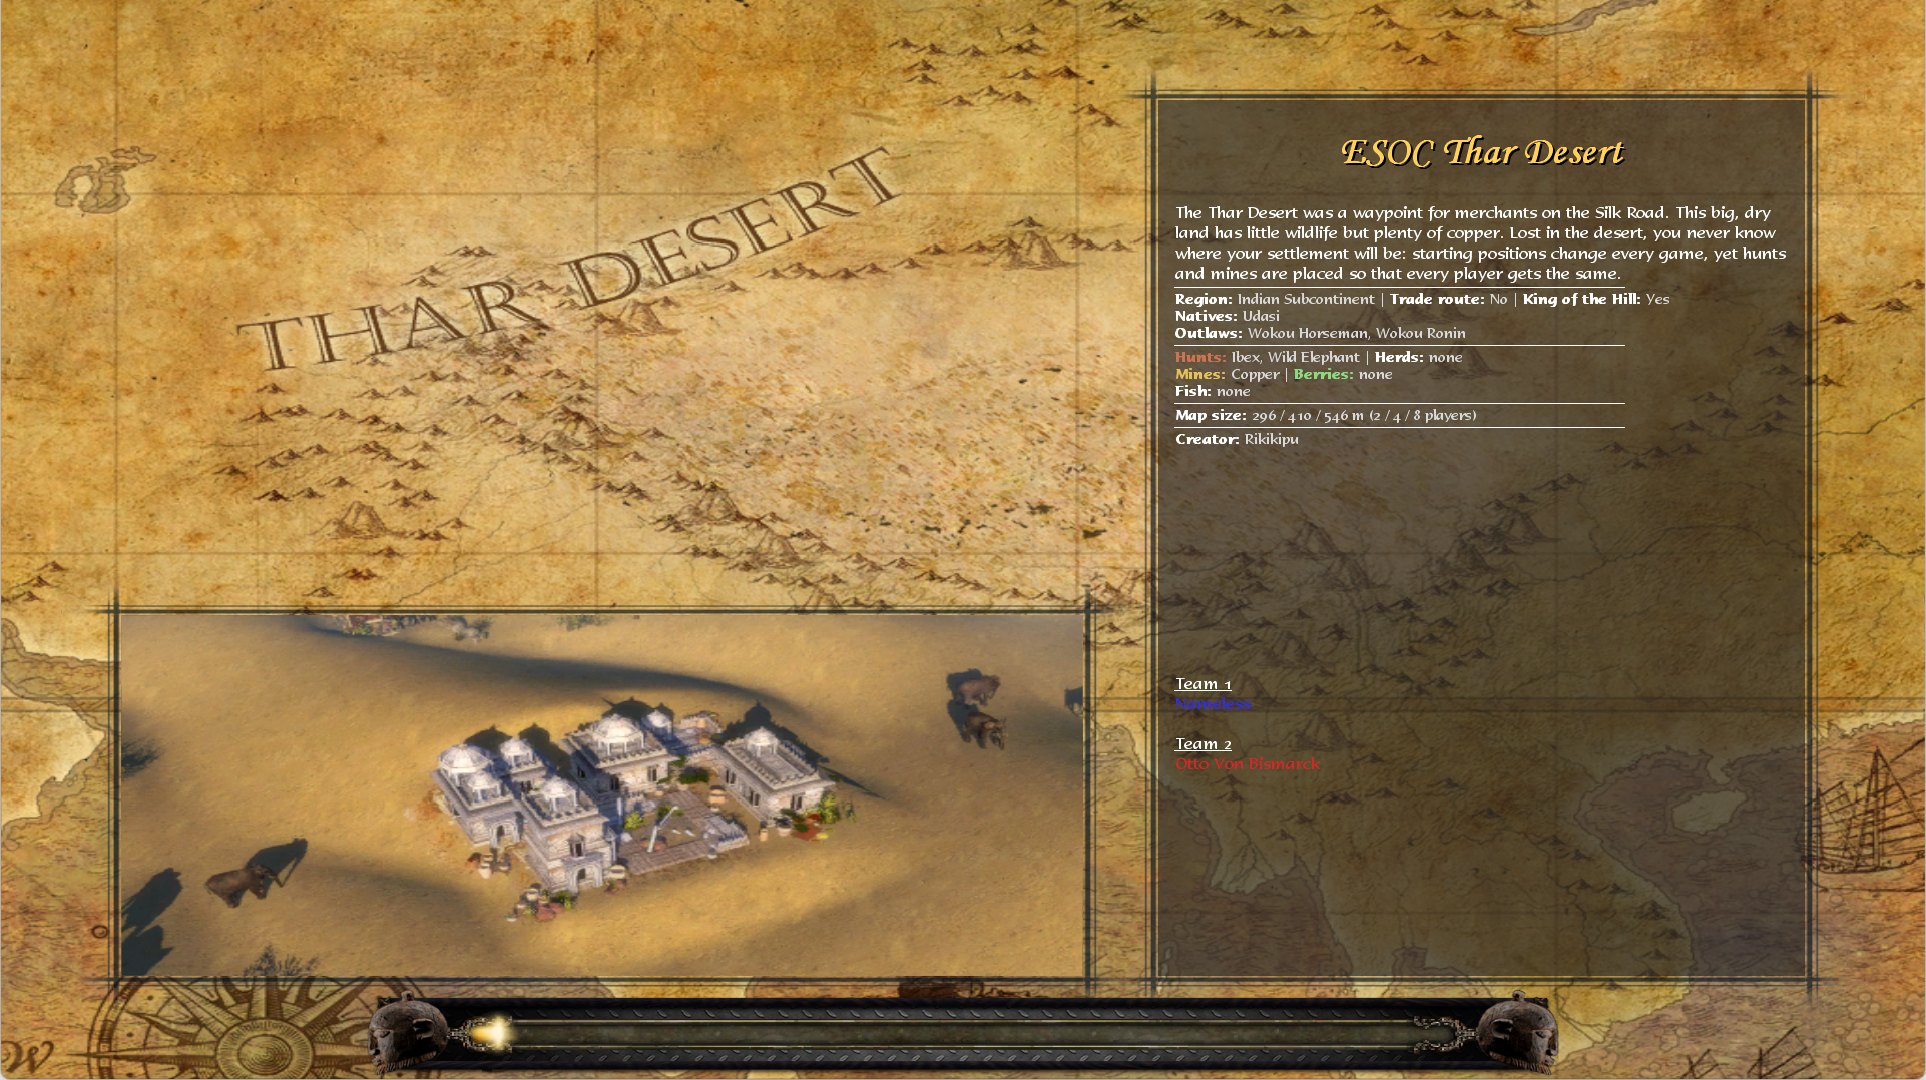 THAR DESERT
ESOC Thar Desert
The Thar Desert was a waypoint for merchants on the Silk Road. This big, dry
land has little wildlife but plenty of copper. Lost in the desert, you never know
where your settlement will be: starting positions change every game, yet hunts
and mines are placed so that every player gets the same.
Region: Indian Subcontinent | Trade route: No | King of the Hill: Yes
Natives: Udasi
Outlaws: Wokou Horseman, Wokou Ronin
Hunts: Ibex, Wild Elephant | Herds: none
Mines: Copper | Berries: none
Fish: none
Map size: 296 / 410 / 546 m (2 / 4 / 8 players)
Creator: Rikikipu
Team 1
Nameless
Team 2
Otto Von Bismarck
W